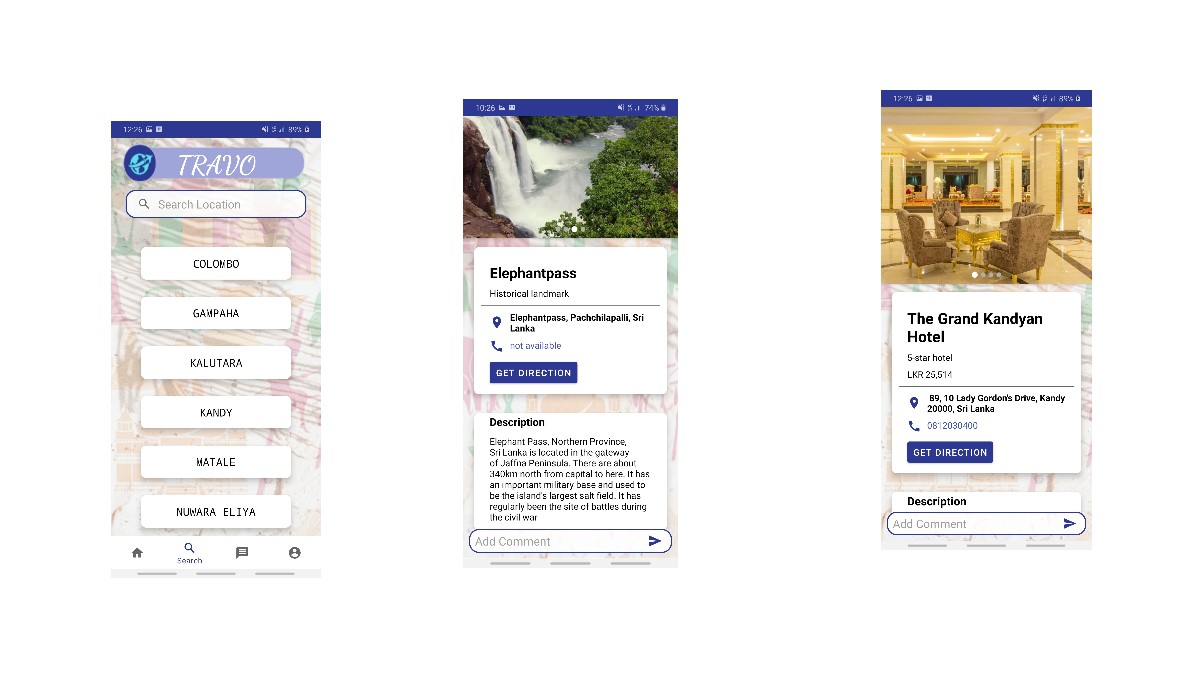 12:26 89%
TRAVO
Search Location
COLOMBO
GAMPAHA
KALUTARA
KANDY
MATALE
NUWARA ELIYA
Search
10:26 74%
Elephantpass
Historical landmark
Elephantpass, Pachchilapalli, Sri
Lanka
not available
GET DIRECTION
Description
Elephant Pass, Northern Province,
Sri Lanka is located in the gateway
of Jaffna Peninsula. There are about
340km north from capital to here. It has
an important military base and used to
be the island's largest salt field. It has
regularly been the site of battles during
the civil war
Add Comment
12:26 89%
The Grand Kandyan
Hotel
5-star hotel
LKR 25,514
89, 10 Lady Gordon's Drive, Kandy
20000, Sri Lanka
0812030400
GET DIRECTION
Description
Add Comment